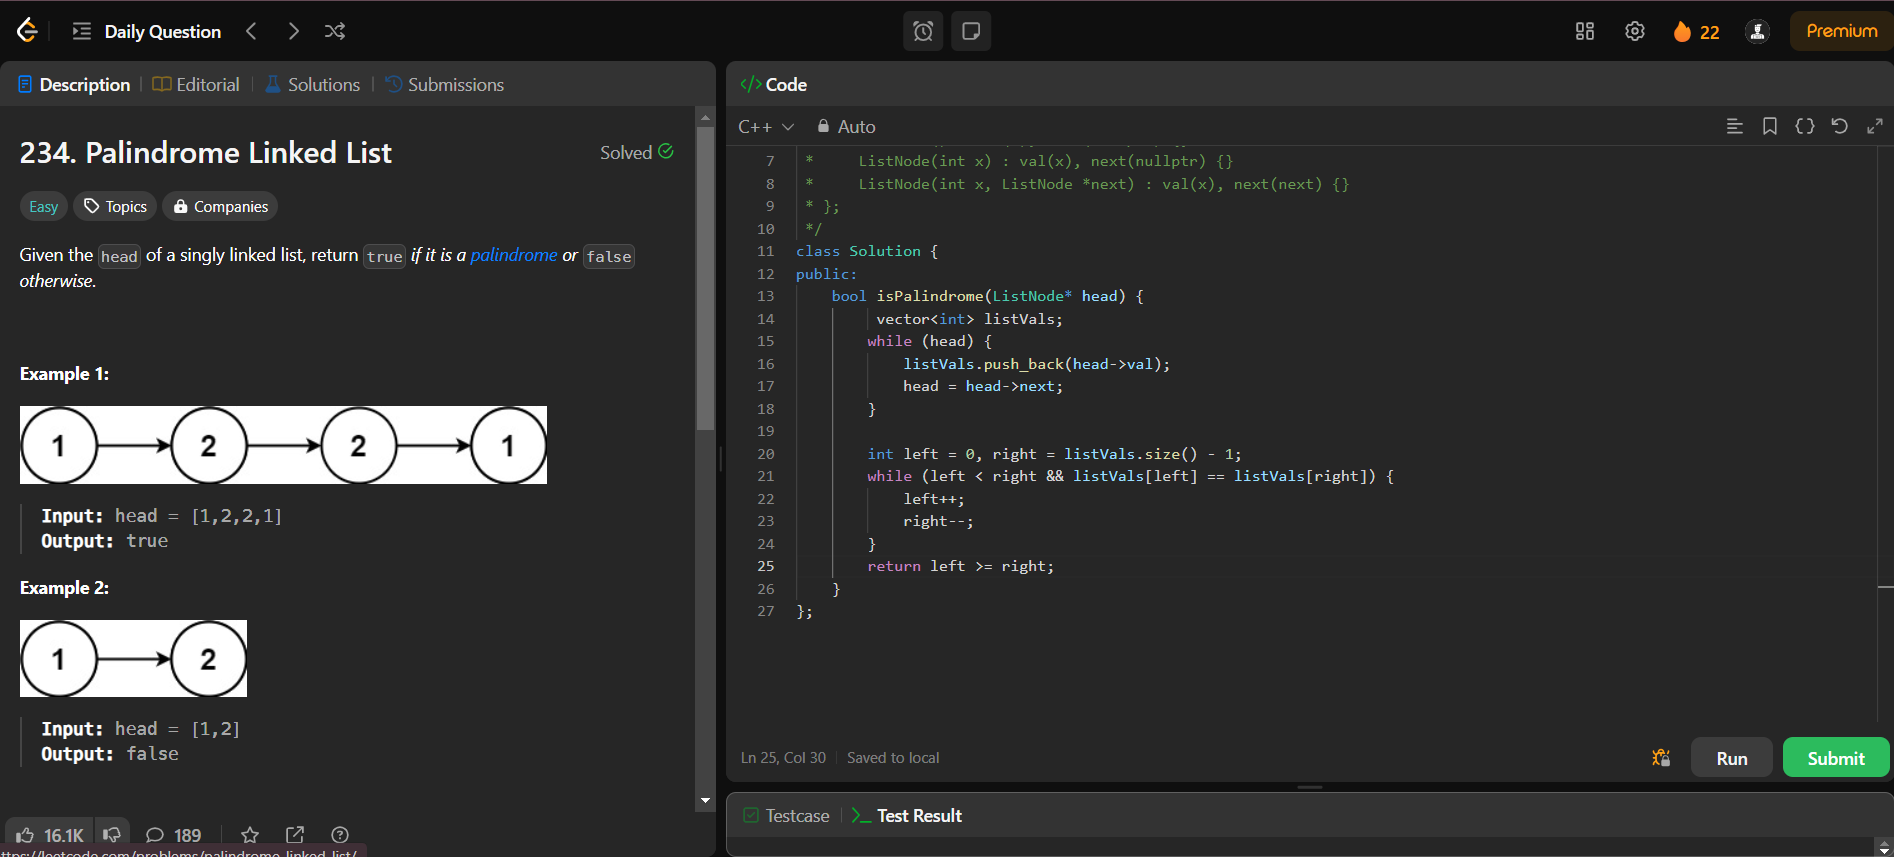 Daily Question
22
Premium
Description
Editorial
Solutions
Submissions
234. Palindrome Linked List
Solved
Easy
Topics
Companies
Given the head of a singly linked list, return true if it is a palindrome or false
otherwise.
Example 1:
1 2 2 1
Input: head = [1,2,2,1]
Output: true
Example 2:
1 2
Input: head = [1,2]
Output: false
16.1K
189
ttps://leetcode.com/problems/palindrome-linked-list/
</> Code
C++
Auto
7 *     ListNode(int x) : val(x), next(nullptr) {}
8 *     ListNode(int x, ListNode *next) : val(x), next(next) {}
9 * };
10 */
11 class Solution {
12 public:
13     bool isPalindrome(ListNode* head) {
14          vector<int> listVals;
15         while (head) {
16             listVals.push_back(head->val);
17             head = head->next;
18         }
19
20         int left = 0, right = listVals.size() - 1;
21         while (left < right && listVals[left] == listVals[right]) {
22             left++;
23             right--;
24         }
25         return left >= right;
26     }
27 };
Ln 25, Col 30
Saved to local
Run
Submit
Testcase
Test Result